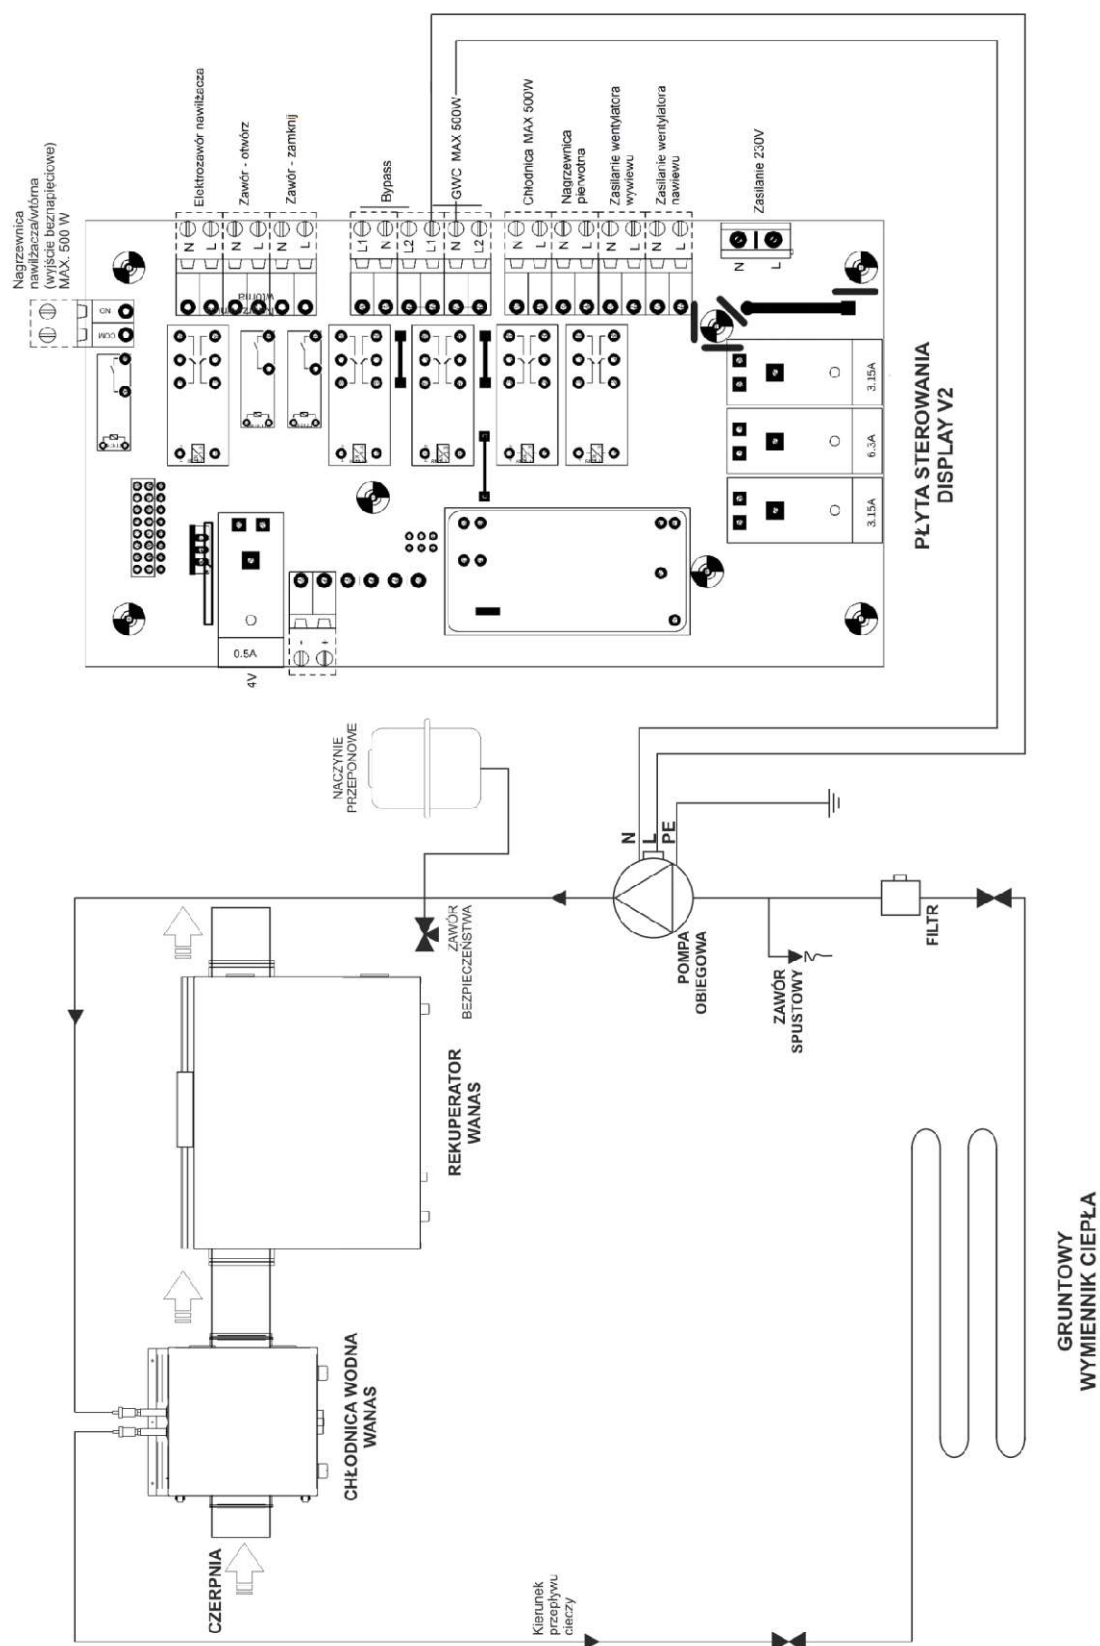 Nagrzewnica
nawilżacza/wtórna
(wyjście beznapięciowe)
MAX. 500 W
NO
COM
Elektrozawór nawilżacza
Zawór - otwórz
Zawór - zamknij
Bypass
GWC MAX 500W
Chłodnica MAX 500W
Nagrzewnica
pierwotna
Zasilanie wentylatora
wywiewu
Zasilanie wentylatora
nawiewu
Zasilanie 230V
N
L
N
L
N
L
L1
N
L2
L1
N
L2
N
L
N
L
N
L
N
L
N
L
wtórna
3.15A
6.3A
3.15A
0.5A
4V
-
+
PŁYTA STEROWANIA
DISPLAY V2
NACZYNIE
PRZEPONOWE
ZAWÓR
BEZPIECZEŃSTWA
N
L
PE
POMPA
OBIEGOWA
ZAWÓR
SPUSTOWY
FILTR
REKUPERATOR
WANAS
CHŁODNICA WODNA
WANAS
CZERPNIA
Kierunek
przepływu
cieczy
GRUNTOWY
WYMIENNIK CIEPŁA